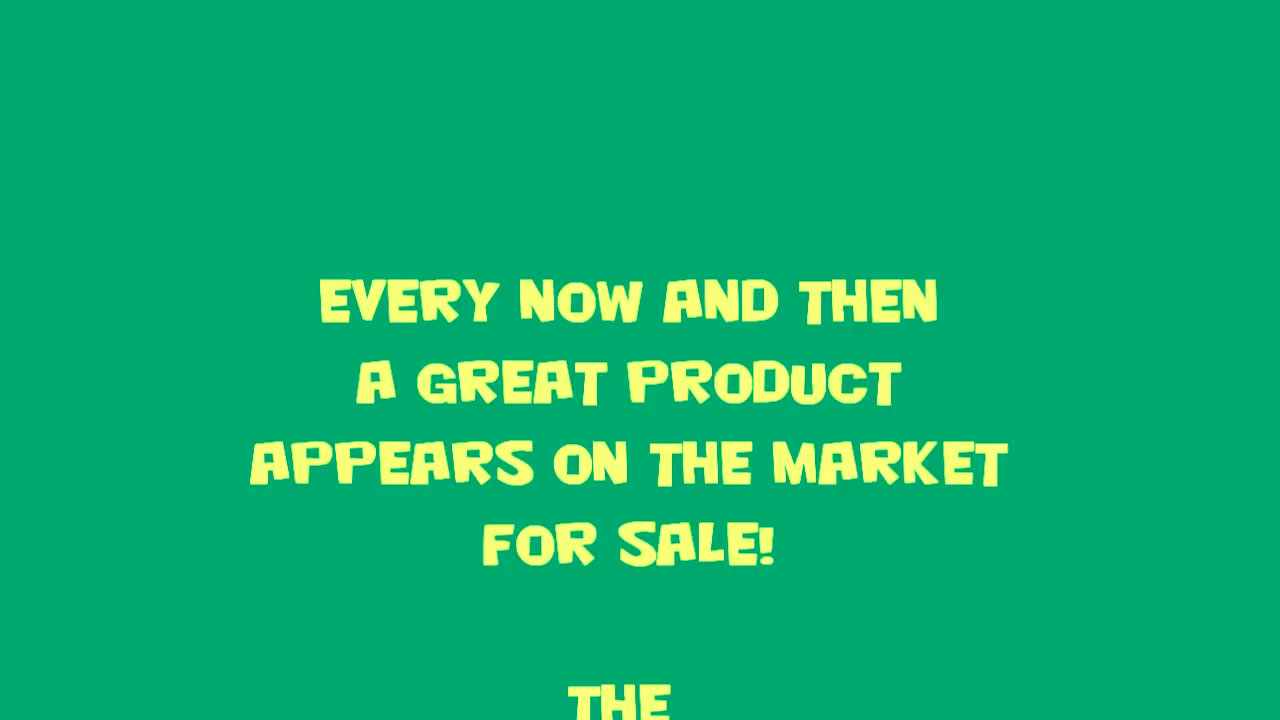 EVERY NOW AND THEN
A GREAT PRODUCT
APPEARS ON THE MARKET
FOR SALE!
THE